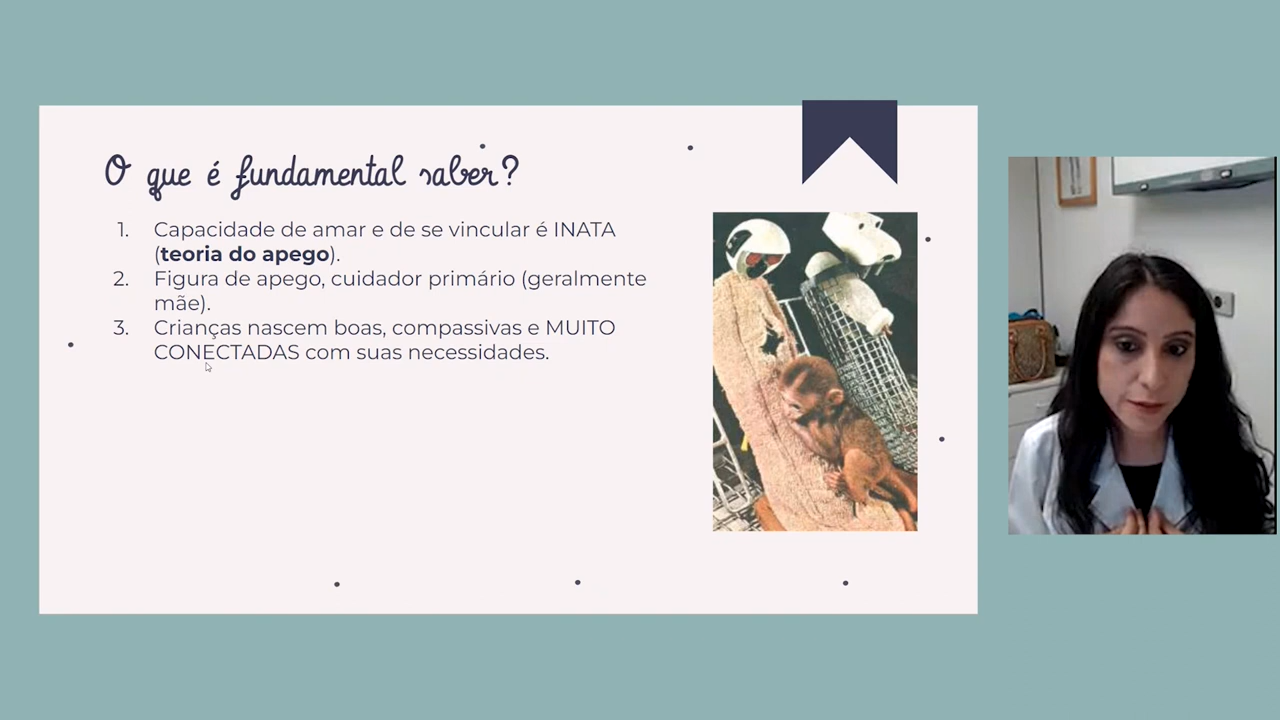 O que é fundamental saber?
1. Capacidade de amar e de se vincular é INATA
(teoria do apego).
2. Figura de apego, cuidador primário (geralmente
mãe).
3. Crianças nascem boas, compassivas e MUITO
CONECTADAS com suas necessidades.